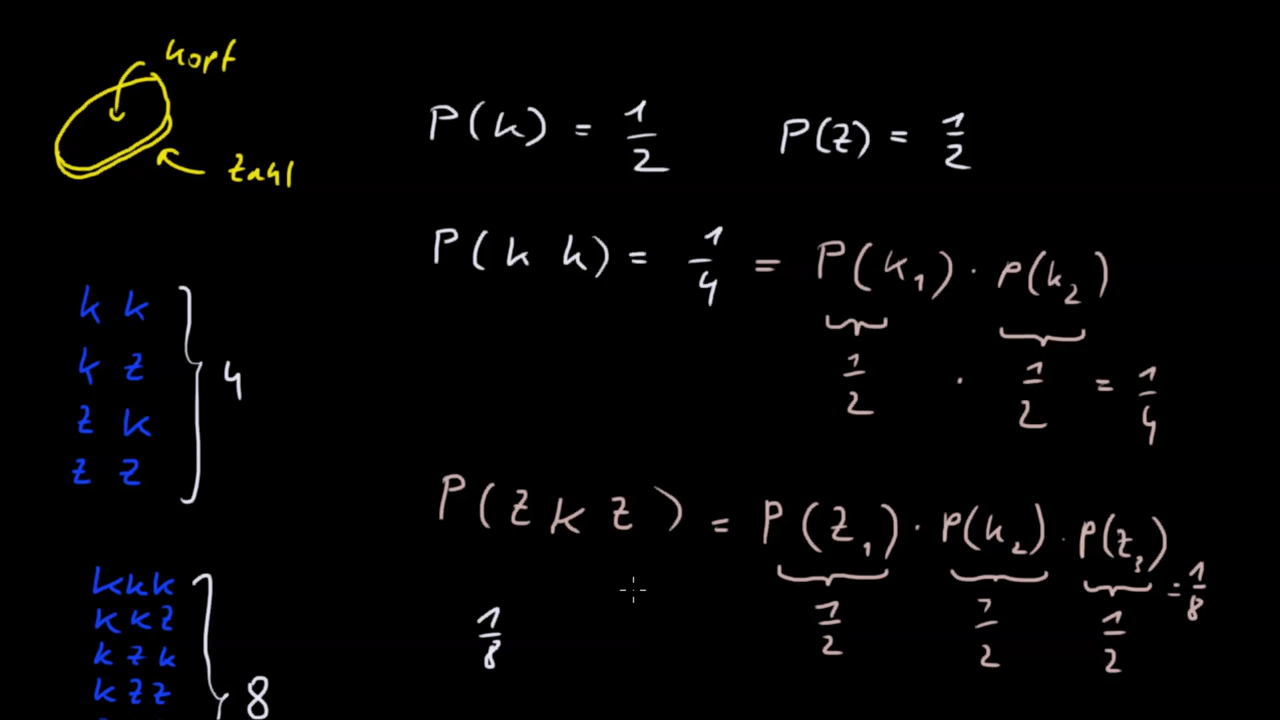 Kopf
Zahl
P(k) = 1/2
P(z) = 1/2
P(k k) = 1/4 = P(k₁) · P(k₂)
1/2 · 1/2 = 1/4
k k
k z
z k
z z
4
P(z k z) = P(z₁) · P(k₂) · P(z₃) = 1/8
1/2 1/2 1/2
1/8
kkk
kkz
kzk
kzz
8